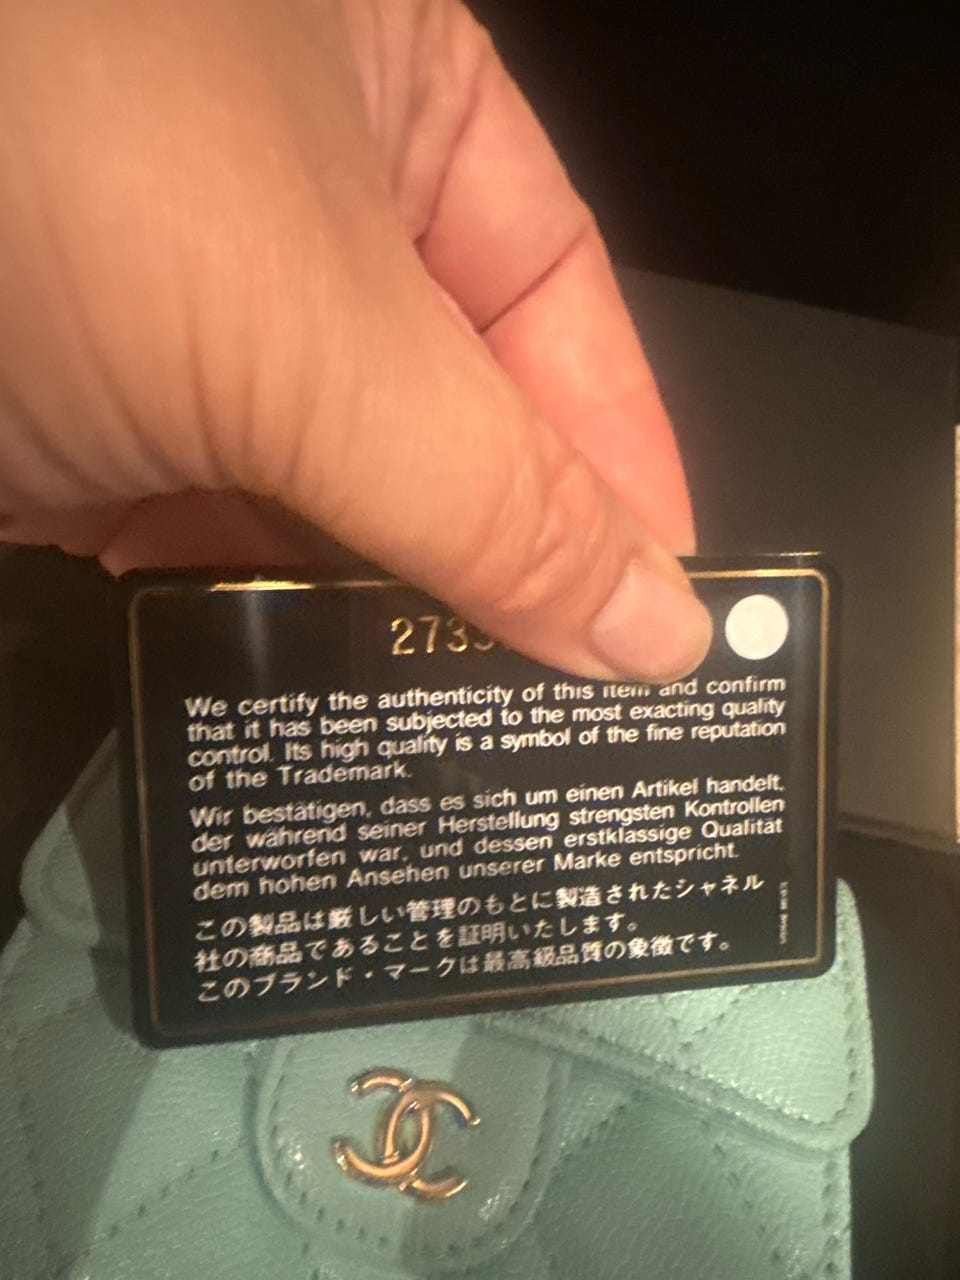 2733
We certify the authenticity of this item and confirm
that it has been subjected to the most exacting quality
control. Its high quality is a symbol of the fine reputation
of the Trademark.
Wir bestätigen, dass es sich um einen Artikel handelt,
der während seiner Herstellung strengsten Kontrollen
unterworfen war, und dessen erstklassige Qualität
dem hohen Ansehen unserer Marke entspricht.
この製品は厳しい管理のもとに製造されたシャネル
社の商品であることを証明いたします。
このブランド・マークは最高級品質の象徴です。